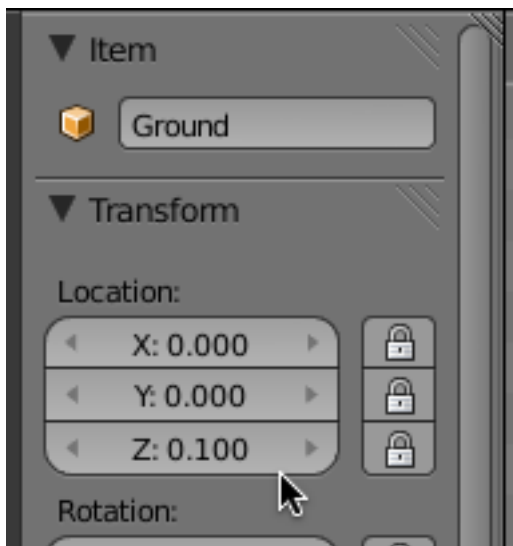 Item
Ground
Transform
Location:
X: 0.000
Y: 0.000
Z: 0.100
Rotation: